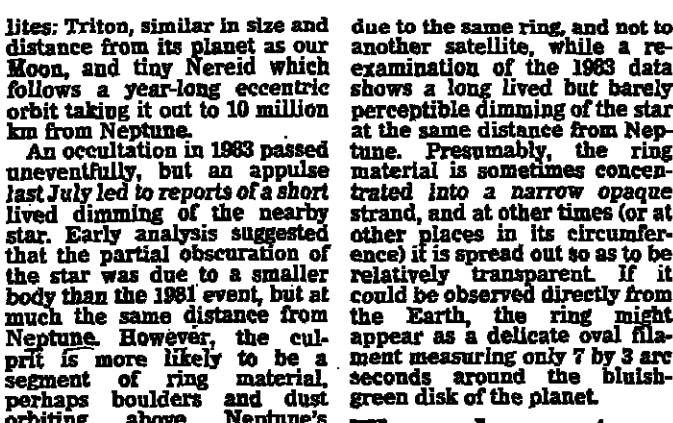 lites: Triton, similar in size and
distance from its planet as our
Moon, and tiny Nereid which
follows a year-long eccentric
orbit taking it out to 10 million
km from Neptune.
An occultation in 1983 passed
uneventfully, but an appulse
last July led to reports of a short
lived dimming of the nearby
star. Early analysis suggested
that the partial obscuration of
the star was due to a smaller
body than the 1981 event, but at
much the same distance from
Neptune. However, the cul-
prit is more likely to be a
segment of ring material,
perhaps boulders and dust
orbiting above Neptune's
due to the same ring, and not to
another satellite, while a re-
examination of the 1983 data
shows a long lived but barely
perceptible dimming of the star
at the same distance from Nep-
tune. Presumably, the ring
material is sometimes concen-
trated into a narrow opaque
strand, and at other times (or at
other places in its circumfer-
ence) it is spread out so as to be
relatively transparent. If it
could be observed directly from
the Earth, the ring might
appear as a delicate oval fila-
ment measuring only 7 by 3 arc
seconds around the bluish-
green disk of the planet.